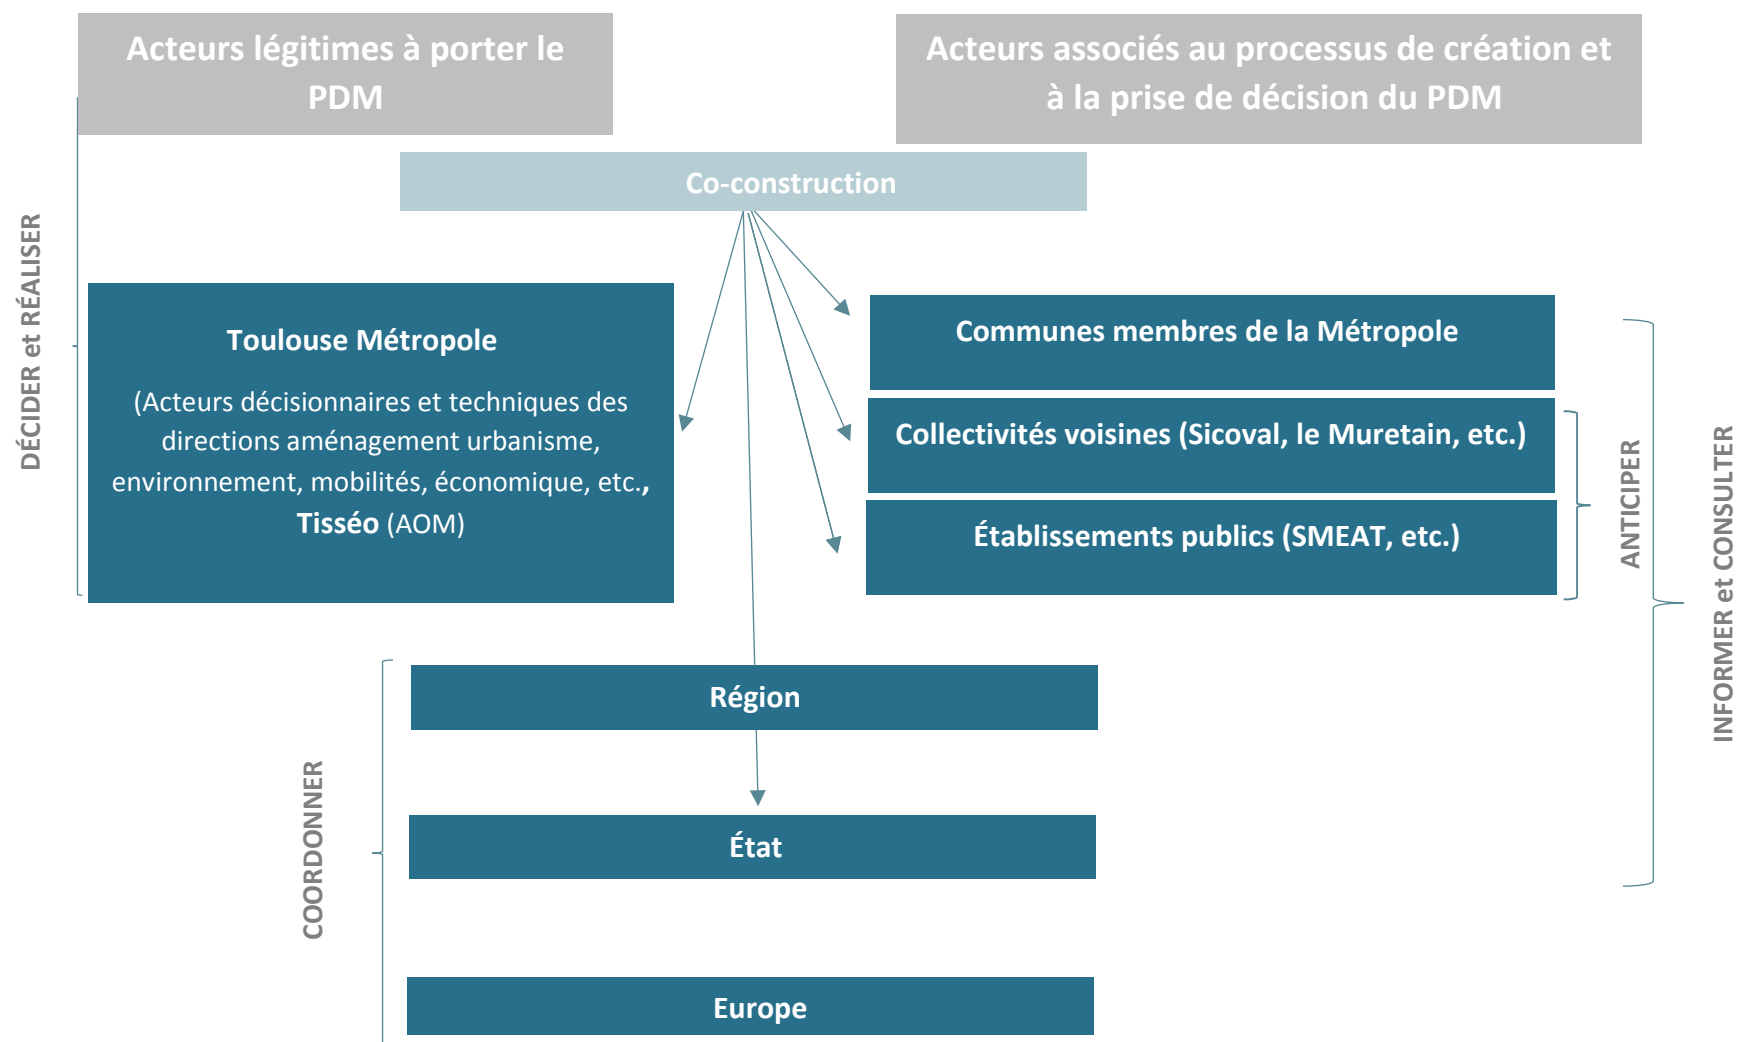 Acteurs légitimes à porter le
PDM
Acteurs associés au processus de création et
à la prise de décision du PDM
Co-construction
DÉCIDER et RÉALISER
Toulouse Métropole
(Acteurs décisionnaires et techniques des
directions aménagement urbanisme,
environnement, mobilités, économique, etc.,
Tisséo (AOM)
Communes membres de la Métropole
Collectivités voisines (Sicoval, le Muretain, etc.)
Établissements publics (SMEAT, etc.)
ANTICIPER
INFORMER et CONSULTER
COORDONNER
Région
État
Europe